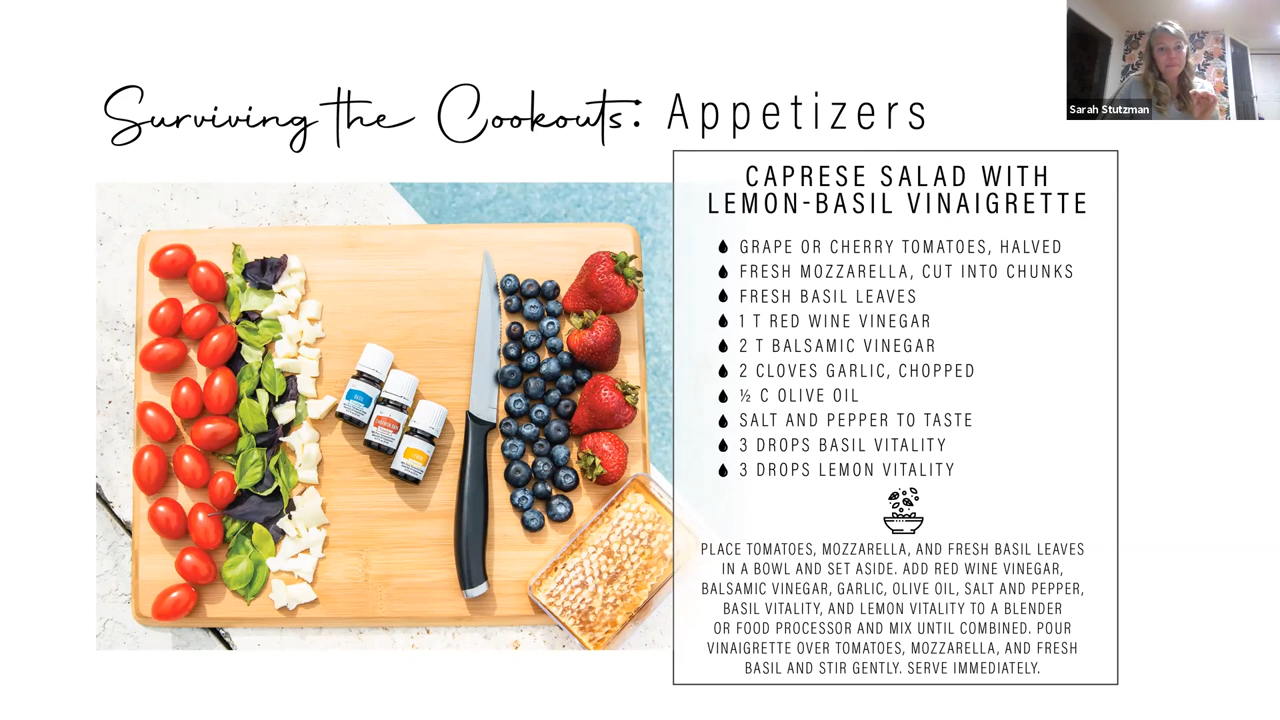 Sarah Stutzman
Surviving the Cookouts: Appetizers
CAPRESE SALAD WITH
LEMON-BASIL VINAIGRETTE
GRAPE OR CHERRY TOMATOES, HALVED
FRESH MOZZARELLA, CUT INTO CHUNKS
FRESH BASIL LEAVES
1 T RED WINE VINEGAR
2 T BALSAMIC VINEGAR
2 CLOVES GARLIC, CHOPPED
½ C OLIVE OIL
SALT AND PEPPER TO TASTE
3 DROPS BASIL VITALITY
3 DROPS LEMON VITALITY
PLACE TOMATOES, MOZZARELLA, AND FRESH BASIL LEAVES
IN A BOWL AND SET ASIDE. ADD RED WINE VINEGAR,
BALSAMIC VINEGAR, GARLIC, OLIVE OIL, SALT AND PEPPER,
BASIL VITALITY, AND LEMON VITALITY TO A BLENDER
OR FOOD PROCESSOR AND MIX UNTIL COMBINED. POUR
VINAIGRETTE OVER TOMATOES, MOZZARELLA, AND FRESH
BASIL AND STIR GENTLY. SERVE IMMEDIATELY.